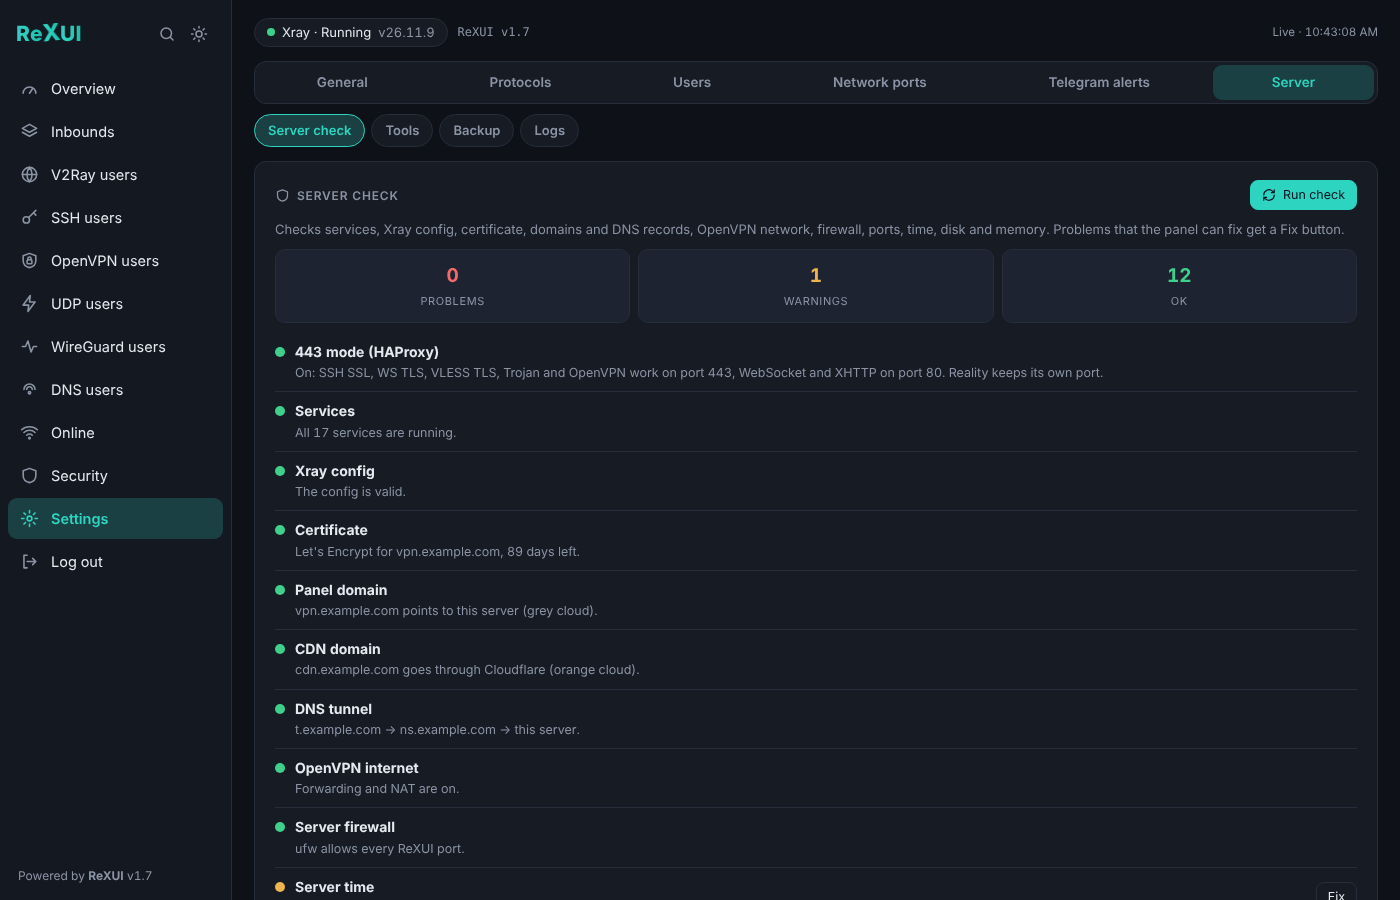 ReXUI
Xray · Running v26.11.9
ReXUI v1.7
Live · 10:43:08 AM
Overview
Inbounds
V2Ray users
SSH users
OpenVPN users
UDP users
WireGuard users
DNS users
Online
Security
Settings
Log out
Powered by ReXUI v1.7
General
Protocols
Users
Network ports
Telegram alerts
Server
Server check
Tools
Backup
Logs
SERVER CHECK
Run check
Checks services, Xray config, certificate, domains and DNS records, OpenVPN network, firewall, ports, time, disk and memory. Problems that the panel can fix get a Fix button.
0
PROBLEMS
1
WARNINGS
12
OK
443 mode (HAProxy)
On: SSH SSL, WS TLS, VLESS TLS, Trojan and OpenVPN work on port 443, WebSocket and XHTTP on port 80. Reality keeps its own port.
Services
All 17 services are running.
Xray config
The config is valid.
Certificate
Let's Encrypt for vpn.example.com, 89 days left.
Panel domain
vpn.example.com points to this server (grey cloud).
CDN domain
cdn.example.com goes through Cloudflare (orange cloud).
DNS tunnel
t.example.com → ns.example.com → this server.
OpenVPN internet
Forwarding and NAT are on.
Server firewall
ufw allows every ReXUI port.
Server time
Fix